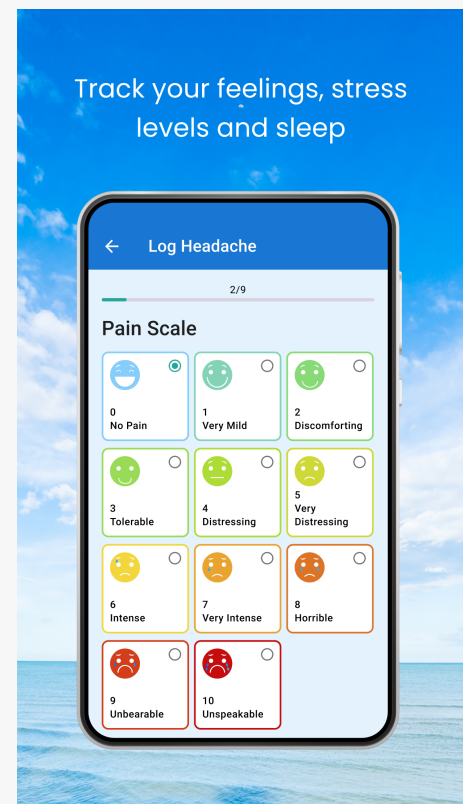 Track your feelings, stress
levels and sleep
Log Headache
2/9
Pain Scale
0
No Pain
1
Very Mild
2
Discomforting
3
Tolerable
4
Distressing
5
Very
Distressing
6
Intense
7
Very Intense
8
Horrible
9
Unbearable
10
Unspeakable